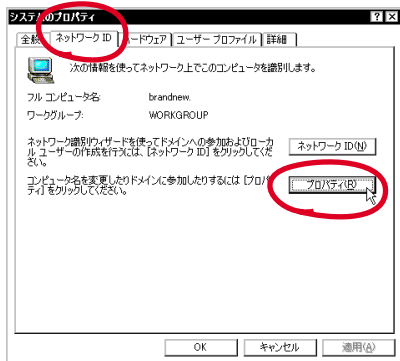 システムのプロパティ
全般 ネットワーク ID ハードウェア ユーザー プロファイル 詳細
次の情報を使ってネットワーク上でこのコンピュータを識別します。
フル コンピュータ名: brandnew.
ワークグループ: WORKGROUP
ネットワーク識別ウィザードを使ってドメインへの参加およびローカ
ル ユーザーの作成を行うには、[ネットワーク ID] をクリックしてくだ
さい。
ネットワーク ID(N)
コンピュータ名を変更したりドメインに参加したりするには [プロパ
ティ] をクリックしてください。
プロパティ(R)
OK キャンセル 適用(A)